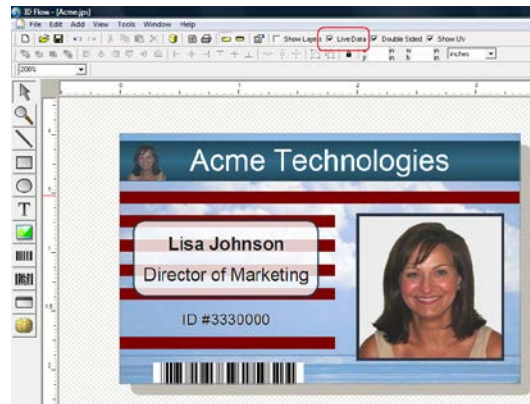 ID Flow - [Acme.jps]
File Edit Add View Tools Window Help
Show Layers Live Data Double Sided Show UV
inches
200%
Acme Technologies
Lisa Johnson
Director of Marketing
ID #3330000